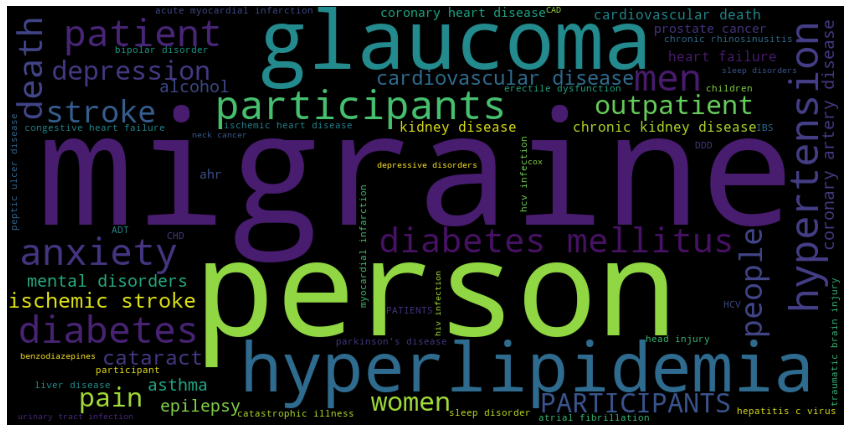 acute myocardial infarction
coronary heart disease
CAD
cardiovascular death
patient
glaucoma
prostate cancer
bipolar disorder
chronic rhinosinusitis
death
depression
heart failure
alcohol
cardiovascular disease
men
sleep disorders
hypertension
coronary artery disease
stroke
participants
erectile dysfunction
children
outpatient
congestive heart failure
ischemic heart disease
kidney disease
chronic kidney disease
IBS
neck cancer
peptic ulcer disease
migraine
DDD
depressive disorders
cox
hcv infection
ahr
myocardial infarction
ADT
CHD
anxiety
diabetes mellitus
people
person
mental disorders
hiv infection
ischemic stroke
PATIENTS
HCV
traumatic brain injury
diabetes
parkinson's disease
head injury
cataract
hyperlipidemia
benzodiazepines
participant
liver disease
asthma
pain
women
PARTICIPANTS
epilepsy
catastrophic illness
sleep disorder
hepatitis c virus
urinary tract infection
atrial fibrillation